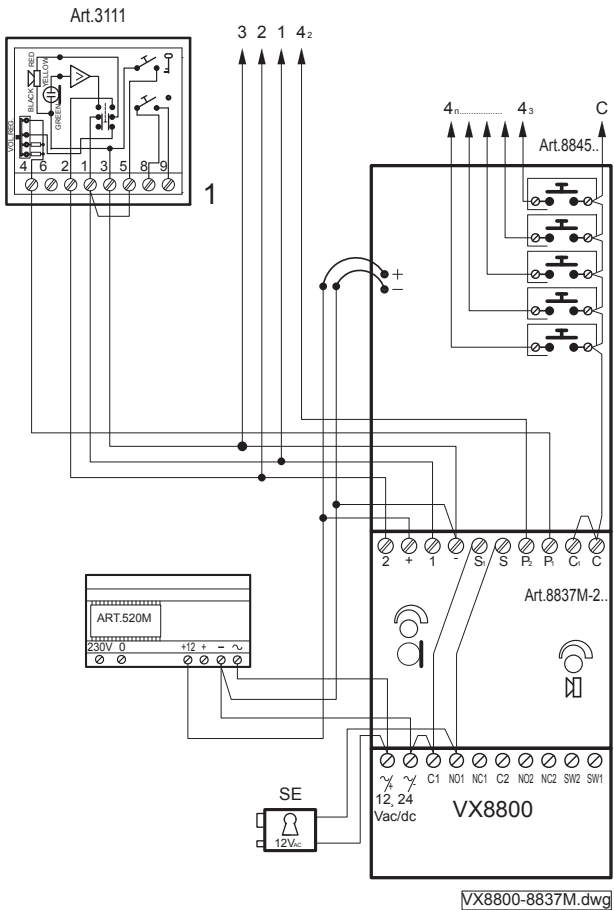 Art.3111
3 2 1 4₂
4n.................. 4₃ C
Art.8845..
RED
BLACK
YELLOW
GREEN
VOL.REG.
4 6 2 1 3 5 8 9
1
+
−
2 + 1 - S₁ S P₂ P₁ C₁ C
Art.8837M-2..
ART.520M
230V 0 +12 + − ~
~/+ ~/- C1 NO1 NC1 C2 NO2 NC2 SW2 SW1
12, 24
Vac/dc
VX8800
SE
12VAC
VX8800-8837M.dwg